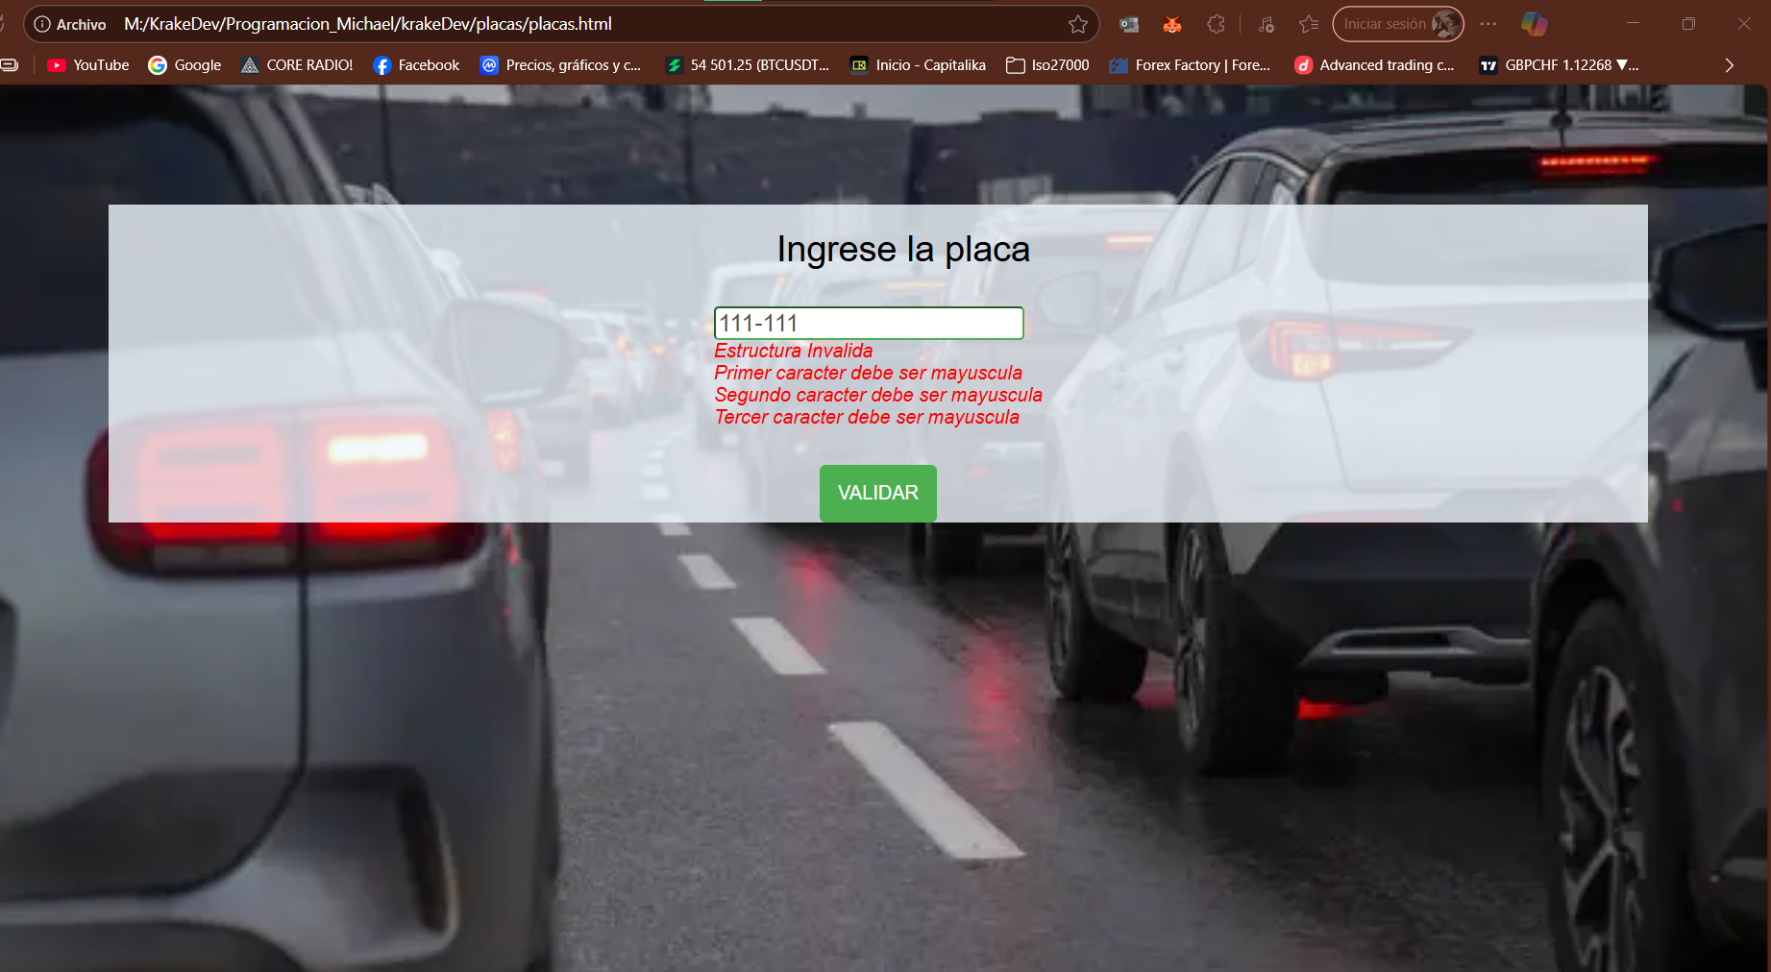 Archivo M:/KrakeDev/Programacion_Michael/krakeDev/placas/placas.html Iniciar sesión
YouTube Google CORE RADIO! Facebook Precios, gráficos y c... 54 501.25 (BTCUSDT... Inicio - Capitalika Iso27000 Forex Factory | Fore... Advanced trading c... GBPCHF 1.12268 ▼...
Ingrese la placa
111-111
Estructura Invalida
Primer caracter debe ser mayuscula
Segundo caracter debe ser mayuscula
Tercer caracter debe ser mayuscula
VALIDAR